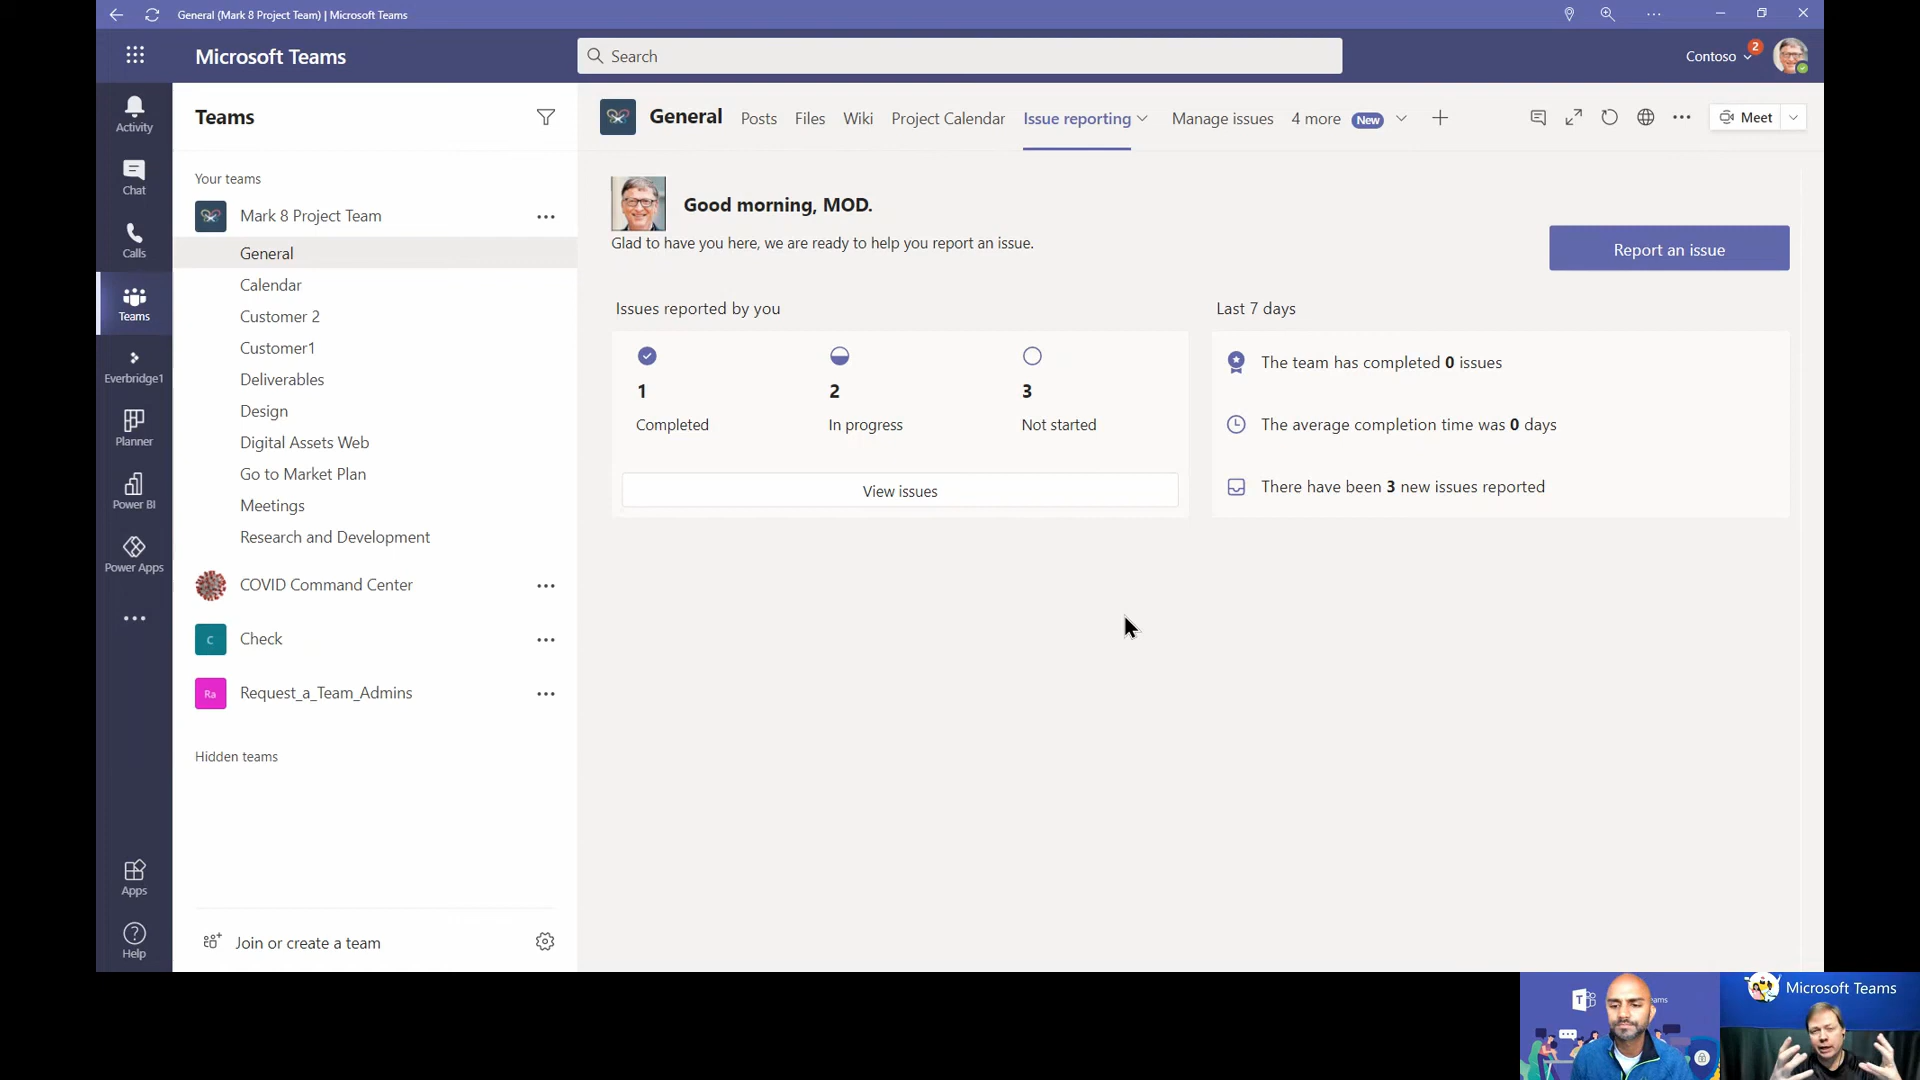 General (Mark 8 Project Team) | Microsoft Teams
Microsoft Teams
Search
Contoso
2
Activity
Chat
Calls
Teams
Everbridge1
Planner
Power BI
Power Apps
Apps
Help
Teams
Your teams
Mark 8 Project Team
General
Calendar
Customer 2
Customer1
Deliverables
Design
Digital Assets Web
Go to Market Plan
Meetings
Research and Development
COVID Command Center
C
Check
Ra
Request_a_Team_Admins
Hidden teams
Join or create a team
General
Posts
Files
Wiki
Project Calendar
Issue reporting
Manage issues
4 more
New
Meet
Good morning, MOD.
Glad to have you here, we are ready to help you report an issue.
Report an issue
Issues reported by you
1
Completed
2
In progress
3
Not started
View issues
Last 7 days
The team has completed 0 issues
The average completion time was 0 days
There have been 3 new issues reported
T
ams
Microsoft Teams